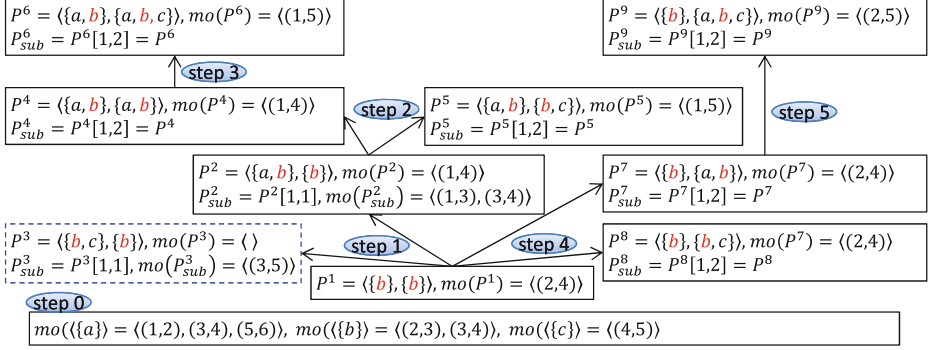 P⁶ = ⟨{a, b},{a, b, c}⟩, mo(P⁶) = ⟨(1,5)⟩
P⁶sub = P⁶[1,2] = P⁶
P⁹ = ⟨{b},{a, b, c}⟩, mo(P⁹) = ⟨(2,5)⟩
P⁹sub = P⁹[1,2] = P⁹
step 3
P⁴ = ⟨{a, b},{a, b}⟩, mo(P⁴) = ⟨(1,4)⟩
P⁴sub = P⁴[1,2] = P⁴
step 2
P⁵ = ⟨{a, b},{b, c}⟩, mo(P⁵) = ⟨(1,5)⟩
P⁵sub = P⁵[1,2] = P⁵
step 5
P² = ⟨{a, b},{b}⟩, mo(P²) = ⟨(1,4)⟩
P²sub = P²[1,1], mo(P²sub) = ⟨(1,3), (3,4)⟩
P⁷ = ⟨{b},{a, b}⟩, mo(P⁷) = ⟨(2,4)⟩
P⁷sub = P⁷[1,2] = P⁷
P³ = ⟨{b, c},{b}⟩, mo(P³) = ⟨ ⟩
P³sub = P³[1,1], mo(P³sub) = ⟨(3,5)⟩
step 1
step 4
P⁸ = ⟨{b},{b, c}⟩, mo(P⁷) = ⟨(2,4)⟩
P⁸sub = P⁸[1,2] = P⁸
P¹ = ⟨{b},{b}⟩, mo(P¹) = ⟨(2,4)⟩
step 0
mo(⟨{a}⟩ = ⟨(1,2), (3,4), (5,6)⟩, mo(⟨{b}⟩ = ⟨(2,3), (3,4)⟩, mo(⟨{c}⟩ = ⟨(4,5)⟩